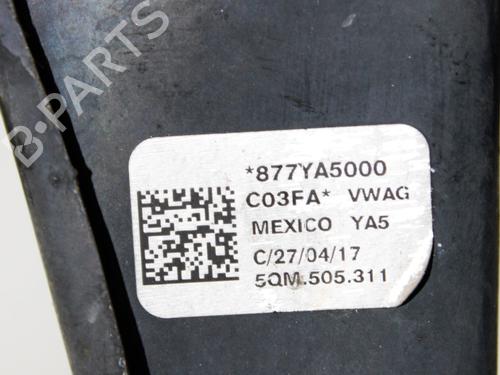 B-PARTS
*877YA5000
C03FA* VWAG
MEXICO YA5
C/27/04/17
5QM.505.311